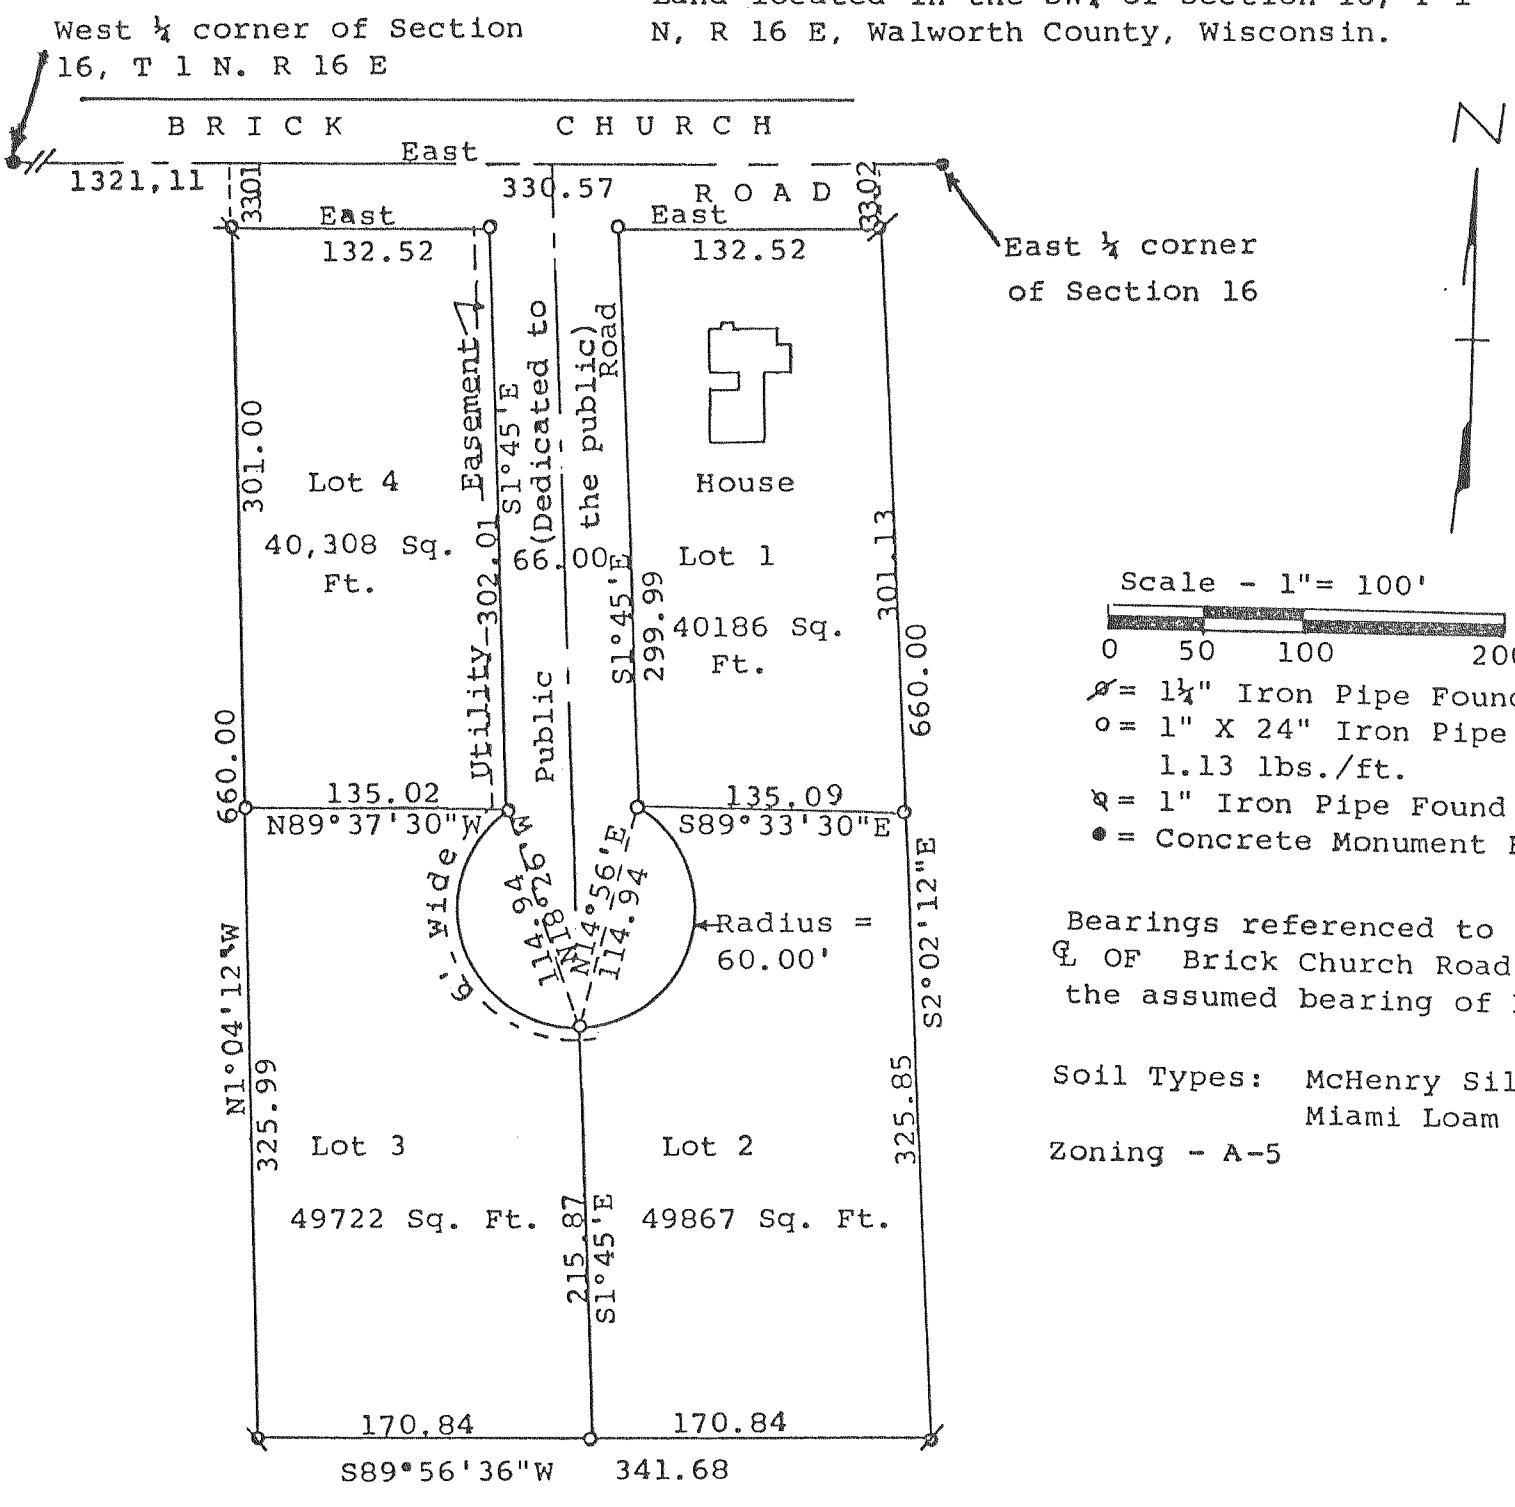 N, R 16 E, Walworth County, Wisconsin.
West ¼ corner of Section
16, T 1 N. R 16 E
BRICK CHURCH
East
1321,11
3301
330.57
ROAD
3302
East
132.52
East
132.52
East ¼ corner
of Section 16
N
301.00
Lot 4
40,308 Sq.
Ft.
Utility Easement
302.01
S1°45'E
(Dedicated to
the public)
Public Road
66.00
S1°45'E
299.99
House
Lot 1
40186 Sq.
Ft.
301.13
660.00
660.00
Scale - 1"= 100'
0 50 100
= 1¼" Iron Pipe
= 1" X 24" Iron Pipe
1.13 lbs./ft.
= 1" Iron Pipe Found
= Concrete Monument
135.02
N89°37'30"W
135.09
S89°33'30"E
6' wide
114.94
N18°26'W
N14°56'E
114.94
Radius =
60.00'
Bearings referenced to
℄ OF Brick Church Road
the assumed bearing of
N1°04'12"W
325.99
S2°02'12"E
325.85
Soil Types: McHenry
Miami Loam
Zoning - A-5
Lot 3
49722 Sq. Ft.
Lot 2
49867 Sq. Ft.
215.87
S1°45'E
170.84
170.84
S89°56'36"W 341.68